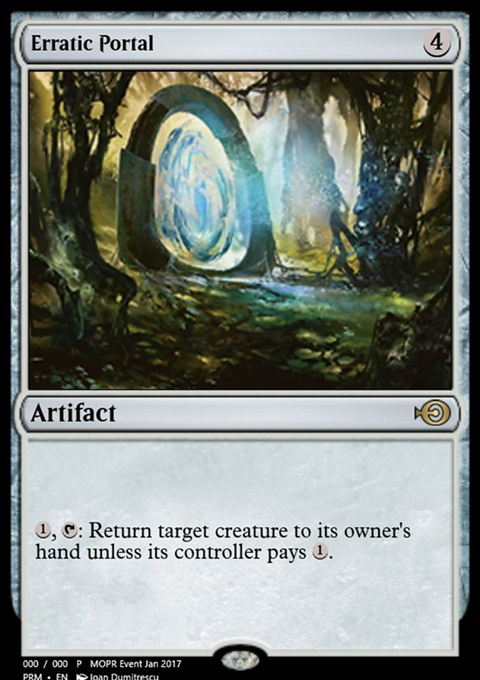 Erratic Portal 4
Artifact
1, T: Return target creature to its owner's
hand unless its controller pays 1.
000 / 000 P MOPR Event Jan 2017
PRM • EN Joan Dumitrescu